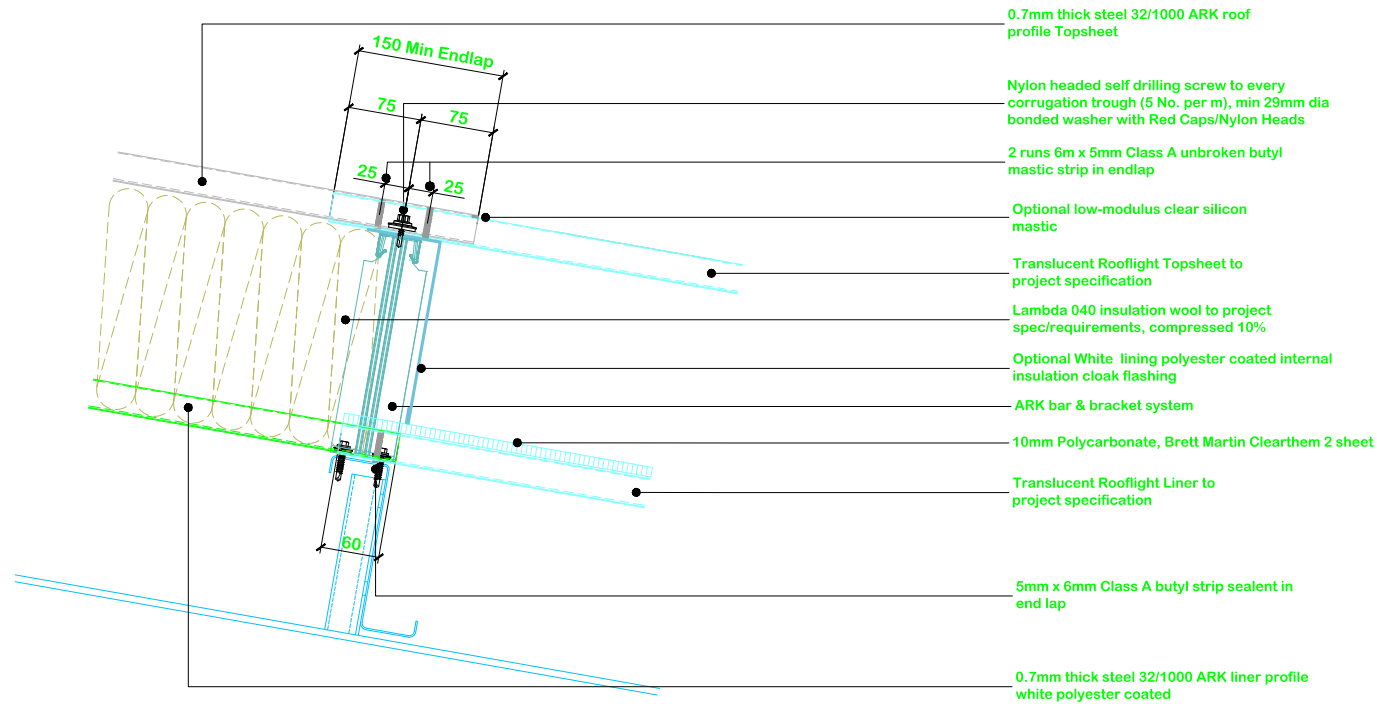 0.7mm thick steel 32/1000 ARK roof
profile Topsheet
150 Min Endlap
75
75
Nylon headed self drilling screw to every
corrugation trough (5 No. per m), min 29mm dia
bonded washer with Red Caps/Nylon Heads
2 runs 6m x 5mm Class A unbroken butyl
mastic strip in endlap
25
25
Optional low-modulus clear silicon
mastic
Translucent Rooflight Topsheet to
project specification
Lambda 040 insulation wool to project
spec/requirements, compressed 10%
Optional White lining polyester coated internal
insulation cloak flashing
ARK bar & bracket system
10mm Polycarbonate, Brett Martin Clearthem 2 sheet
Translucent Rooflight Liner to
project specification
60
5mm x 6mm Class A butyl strip sealent in
end lap
0.7mm thick steel 32/1000 ARK liner profile
white polyester coated